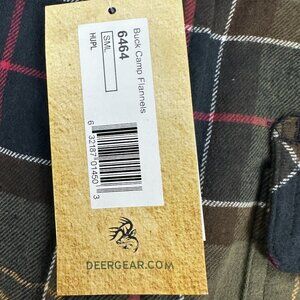 Buck Camp Flannels
6464
SML
HUPL
6 32187 01450 3
DEERGEAR.COM